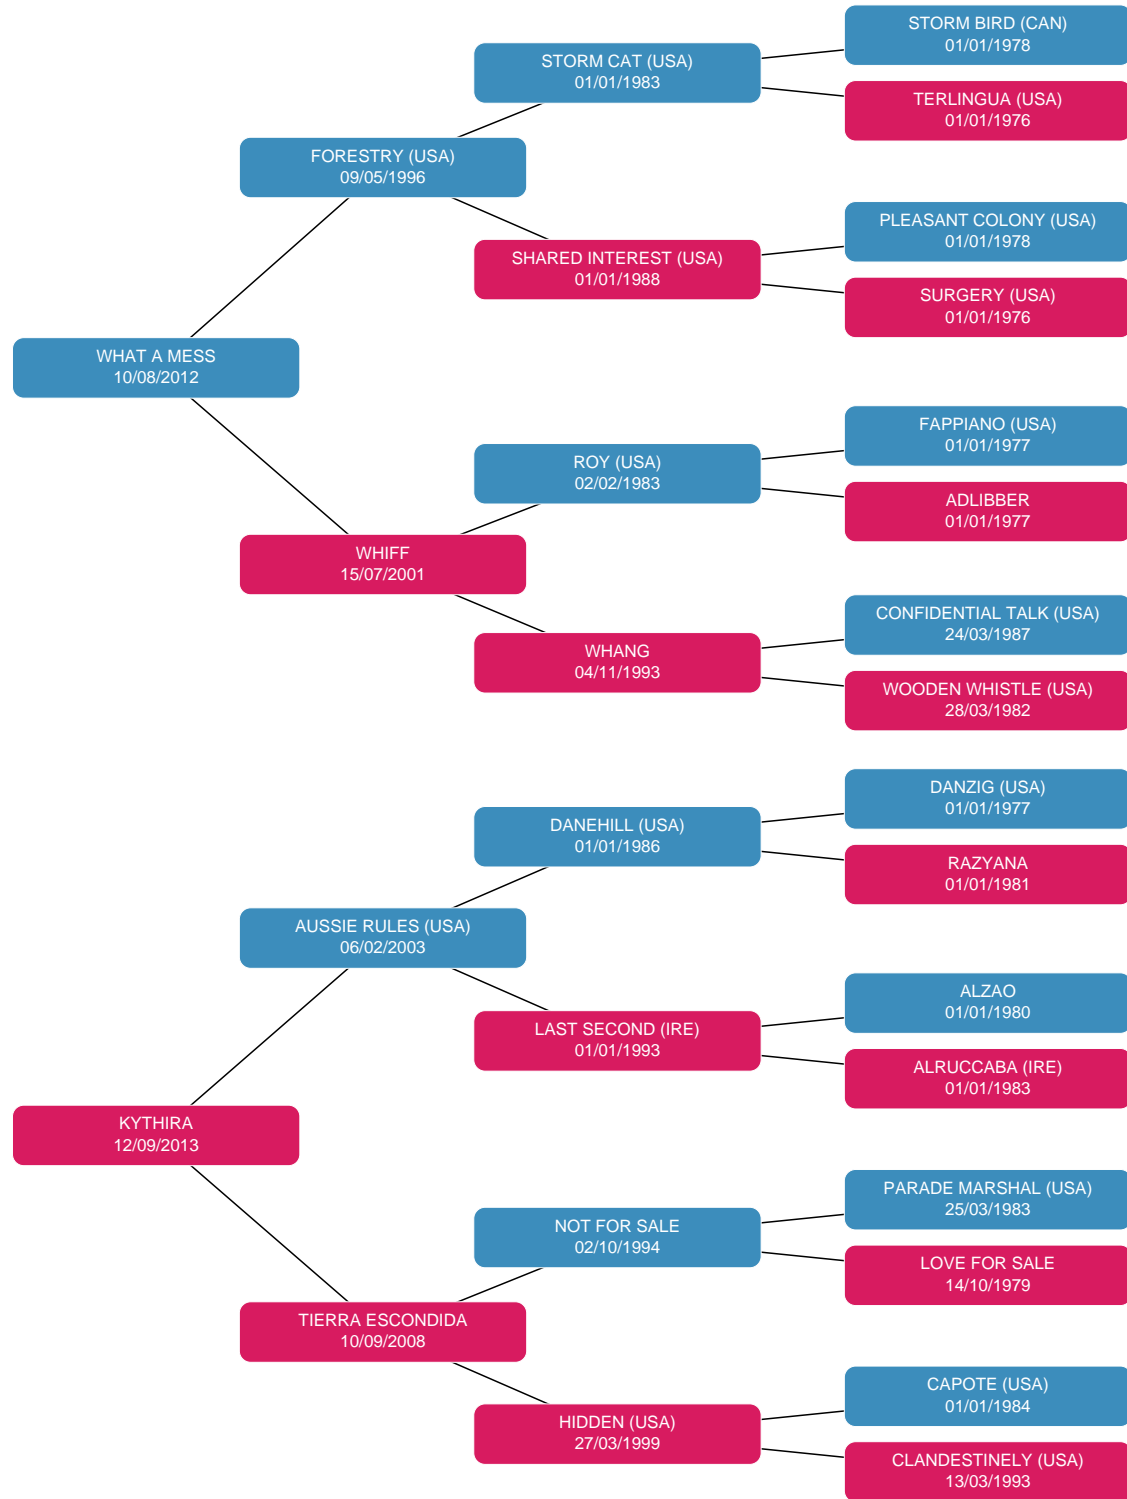 STORM BIRD (CAN)
01/01/1978
STORM CAT (USA)
01/01/1983
TERLINGUA (USA)
01/01/1976
FORESTRY (USA)
09/05/1996
PLEASANT COLONY (USA)
01/01/1978
SHARED INTEREST (USA)
01/01/1988
SURGERY (USA)
01/01/1976
WHAT A MESS
10/08/2012
FAPPIANO (USA)
01/01/1977
ROY (USA)
02/02/1983
ADLIBBER
01/01/1977
WHIFF
15/07/2001
CONFIDENTIAL TALK (USA)
24/03/1987
WHANG
04/11/1993
WOODEN WHISTLE (USA)
28/03/1982
DANZIG (USA)
01/01/1977
DANEHILL (USA)
01/01/1986
RAZYANA
01/01/1981
AUSSIE RULES (USA)
06/02/2003
ALZAO
01/01/1980
LAST SECOND (IRE)
01/01/1993
ALRUCCABA (IRE)
01/01/1983
KYTHIRA
12/09/2013
PARADE MARSHAL (USA)
25/03/1983
NOT FOR SALE
02/10/1994
LOVE FOR SALE
14/10/1979
TIERRA ESCONDIDA
10/09/2008
CAPOTE (USA)
01/01/1984
HIDDEN (USA)
27/03/1999
CLANDESTINELY (USA)
13/03/1993